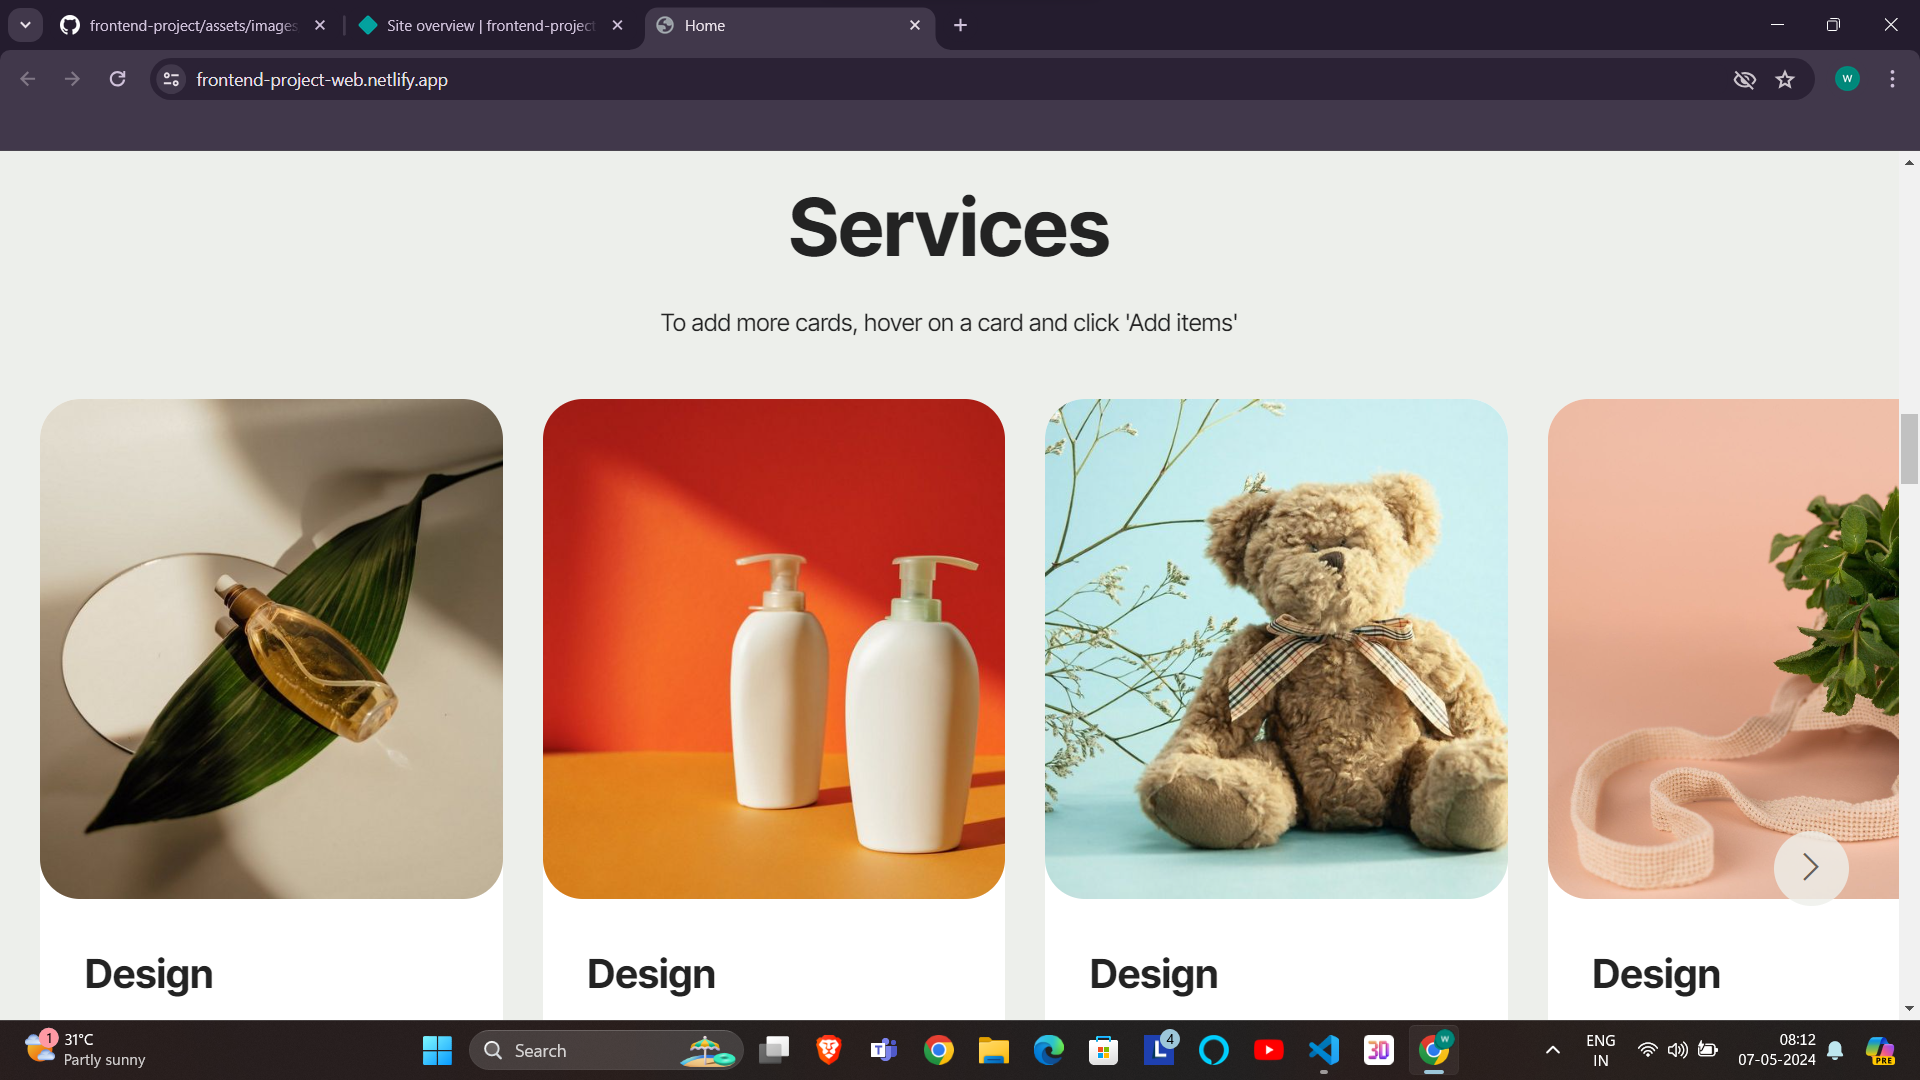 frontend-project/assets/images
Site overview | frontend-project
Home
frontend-project-web.netlify.app
W
Services
To add more cards, hover on a card and click 'Add items'
Design
Design
Design
Design
1
31°C
Partly sunny
Search
4
W
ENG
IN
08:12
07-05-2024
PRE